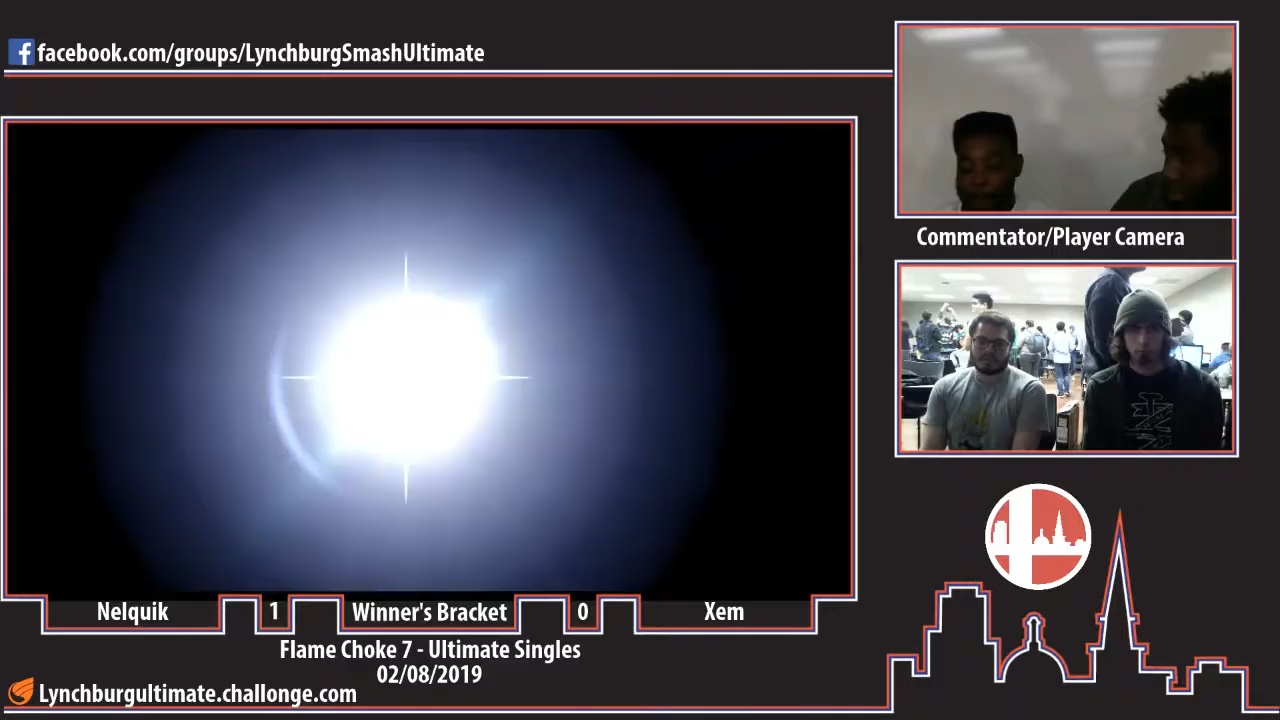 facebook.com/groups/LynchburgSmashUltimate
Commentator/Player Camera
Nelquik
1
Winner's Bracket
0
Xem
Flame Choke 7 - Ultimate Singles
02/08/2019
Lynchburgultimate.challonge.com